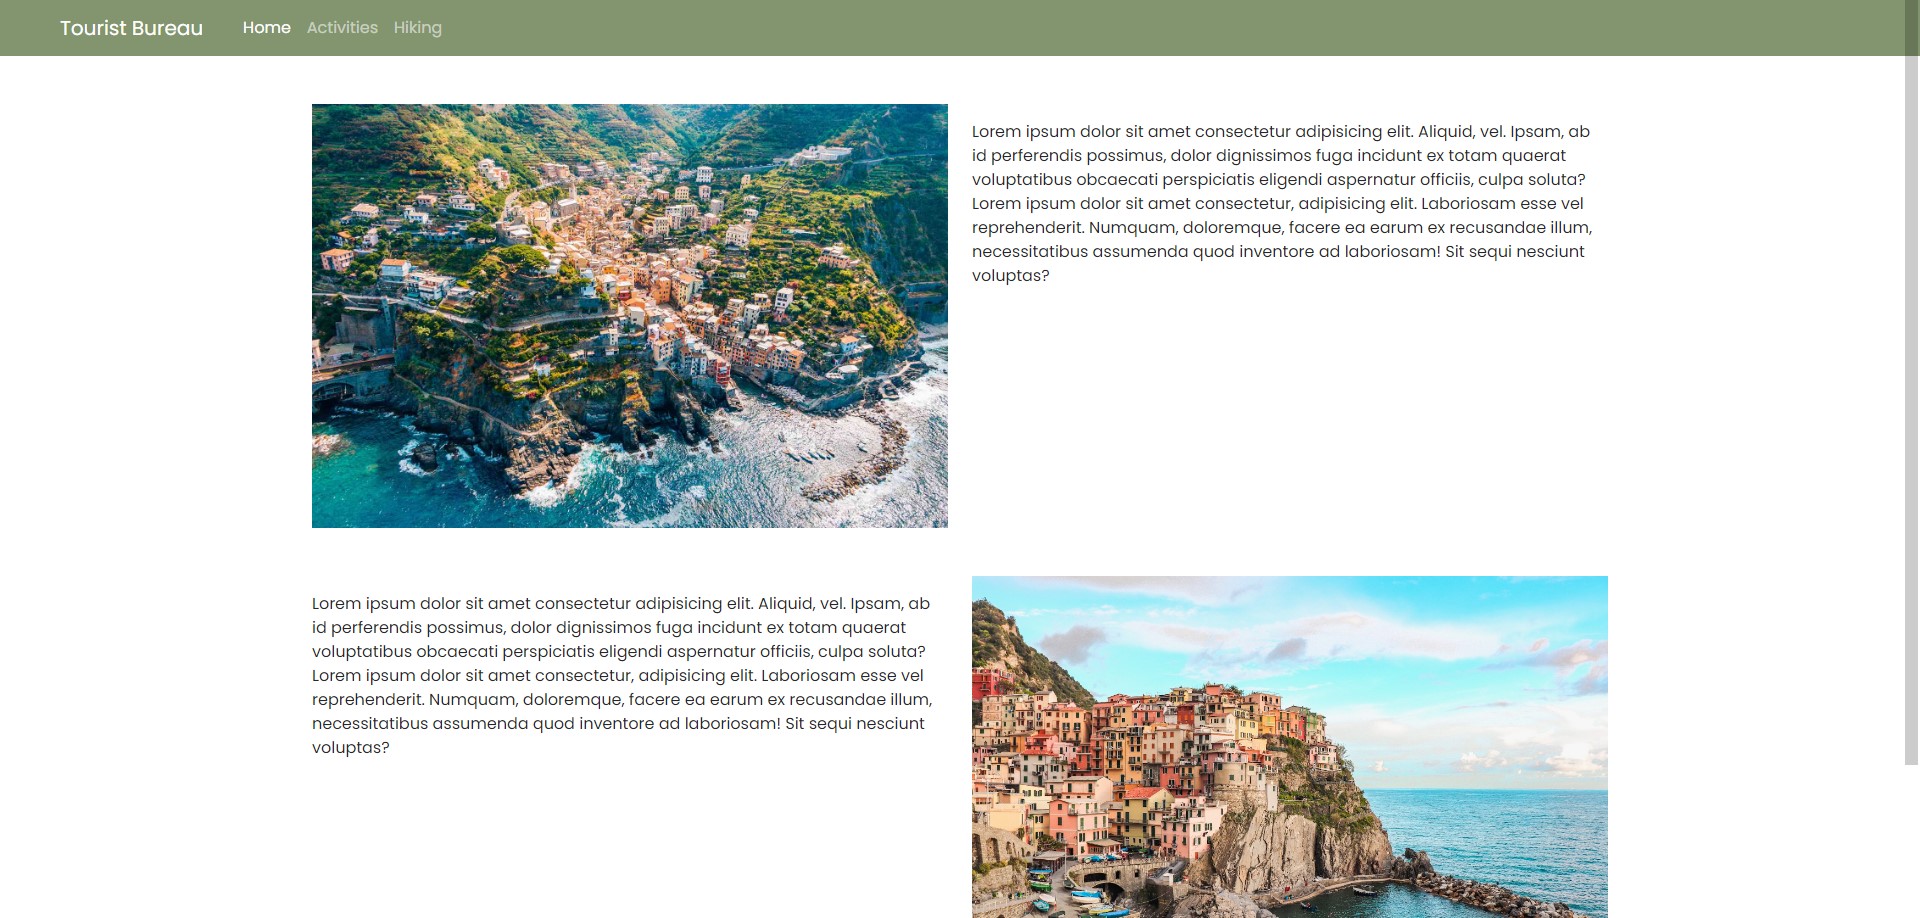 Tourist Bureau Home Activities Hiking
Lorem ipsum dolor sit amet consectetur adipisicing elit. Aliquid, vel. Ipsam, ab
id perferendis possimus, dolor dignissimos fuga incidunt ex totam quaerat
voluptatibus obcaecati perspiciatis eligendi aspernatur officiis, culpa soluta?
Lorem ipsum dolor sit amet consectetur, adipisicing elit. Laboriosam esse vel
reprehenderit. Numquam, doloremque, facere ea earum ex recusandae illum,
necessitatibus assumenda quod inventore ad laboriosam! Sit sequi nesciunt
voluptas?
Lorem ipsum dolor sit amet consectetur adipisicing elit. Aliquid, vel. Ipsam, ab
id perferendis possimus, dolor dignissimos fuga incidunt ex totam quaerat
voluptatibus obcaecati perspiciatis eligendi aspernatur officiis, culpa soluta?
Lorem ipsum dolor sit amet consectetur, adipisicing elit. Laboriosam esse vel
reprehenderit. Numquam, doloremque, facere ea earum ex recusandae illum,
necessitatibus assumenda quod inventore ad laboriosam! Sit sequi nesciunt
voluptas?